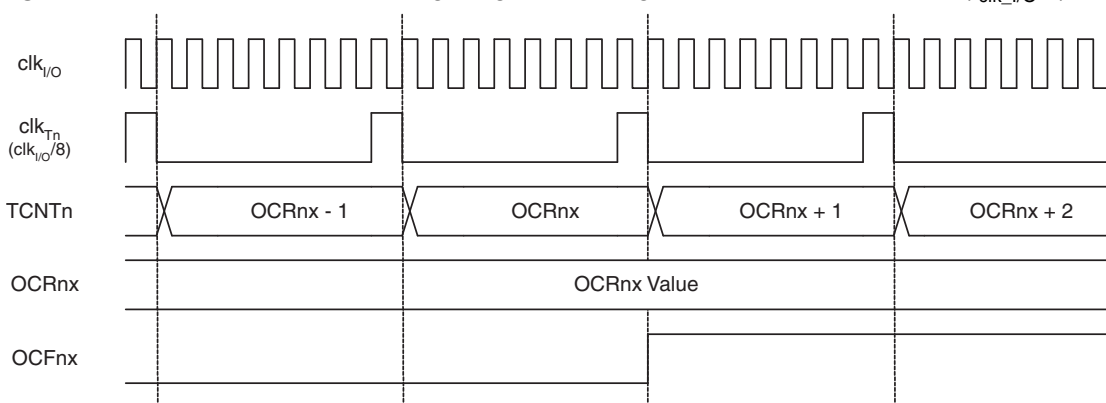 clkI/O
clkTn
(clkI/O/8)
TCNTn
OCRnx - 1
OCRnx
OCRnx + 1
OCRnx + 2
OCRnx
OCRnx Value
OCFnx